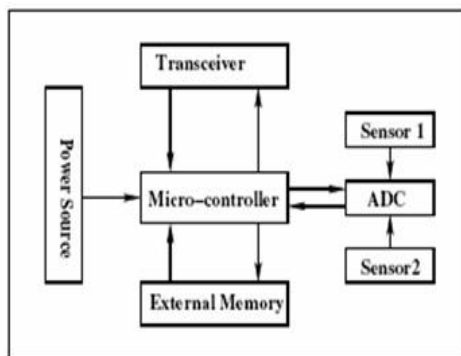 Transceiver
Sensor 1
Power Source
Micro-controller
ADC
Sensor2
External Memory